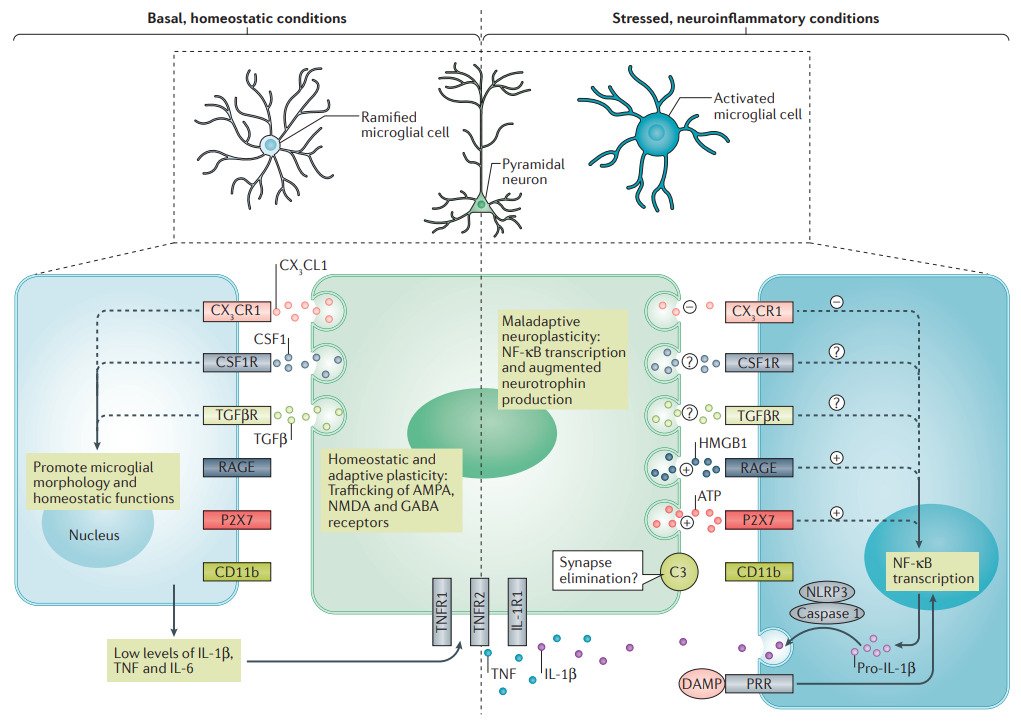 Basal, homeostatic conditions
Stressed, neuroinflammatory conditions
Ramified
microglial cell
Pyramidal
neuron
Activated
microglial cell
CX₃CL1
CX₃CR1
CSF1
CSF1R
TGFβR
TGFβ
RAGE
P2X7
CD11b
Promote microglial
morphology and
homeostatic functions
Nucleus
Low levels of IL-1β,
TNF and IL-6
Homeostatic and
adaptive plasticity:
Trafficking of AMPA,
NMDA and GABA
receptors
Maladaptive
neuroplasticity:
NF-κB transcription
and augmented
neurotrophin
production
TNFR1
TNFR2
IL-1R1
TNF
IL-1β
Synapse
elimination?
C3
−
CX₃CR1
−
?
CSF1R
?
?
TGFβR
?
HMGB1
+
RAGE
+
ATP
+
P2X7
+
CD11b
NF-κB
transcription
NLRP3
Caspase 1
Pro-IL-1β
DAMP
PRR